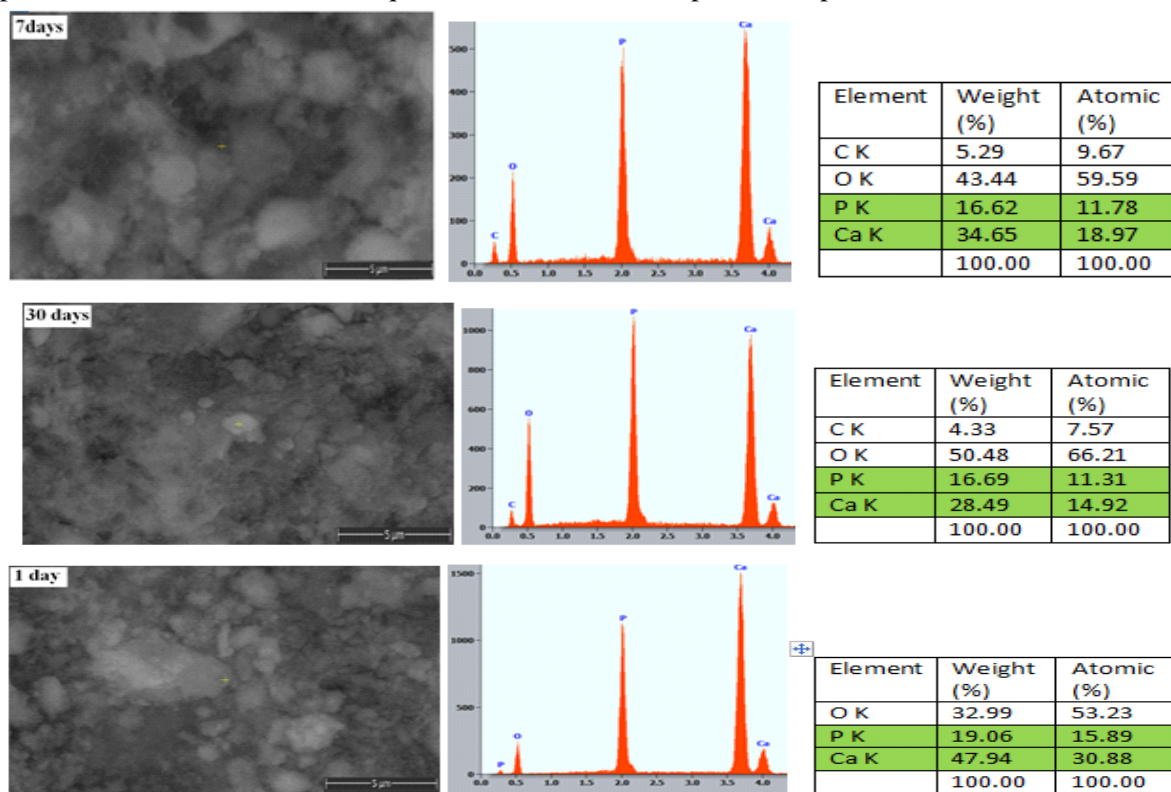 7days
5μm
500
400
300
200
100
0
C
O
P
Ca
Ca
0.0 0.5 1.0 1.5 2.0 2.5 3.0 3.5 4.0
Element Weight (%) Atomic (%)
C K 5.29 9.67
O K 43.44 59.59
P K 16.62 11.78
Ca K 34.65 18.97
100.00 100.00
30 days
5μm
1000
800
600
400
200
0
C
O
P
Ca
Ca
0.0 0.5 1.0 1.5 2.0 2.5 3.0 3.5 4.0
Element Weight (%) Atomic (%)
C K 4.33 7.57
O K 50.48 66.21
P K 16.69 11.31
Ca K 28.49 14.92
100.00 100.00
1 day
5μm
1500
1000
500
0
P
O
P
Ca
Ca
0.0 0.5 1.0 1.5 2.0 2.5 3.0 3.5 4.0
Element Weight (%) Atomic (%)
O K 32.99 53.23
P K 19.06 15.89
Ca K 47.94 30.88
100.00 100.00